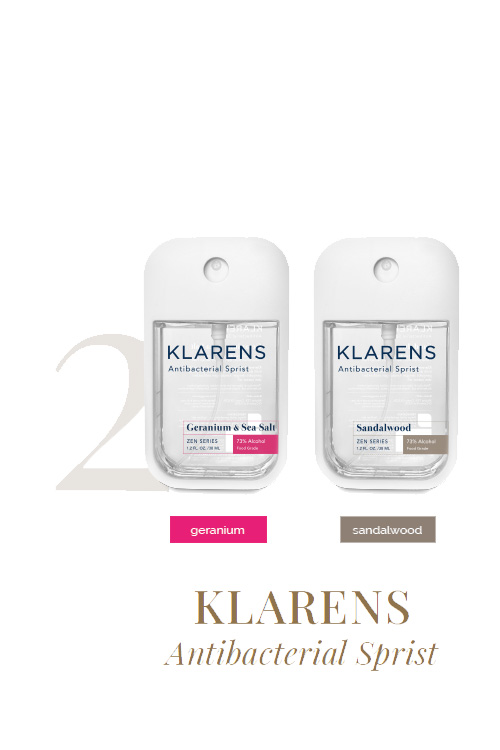 2
KLARENS
Antibacterial Sprist
Geranium & Sea Salt
ZEN SERIES
1.2 FL. OZ. /38 ML
73% Alcohol
Food Grade
KLARENS
Antibacterial Sprist
Sandalwood
ZEN SERIES
1.2 FL. OZ. /38 ML
73% Alcohol
Food Grade
geranium
sandalwood
KLARENS
Antibacterial Sprist